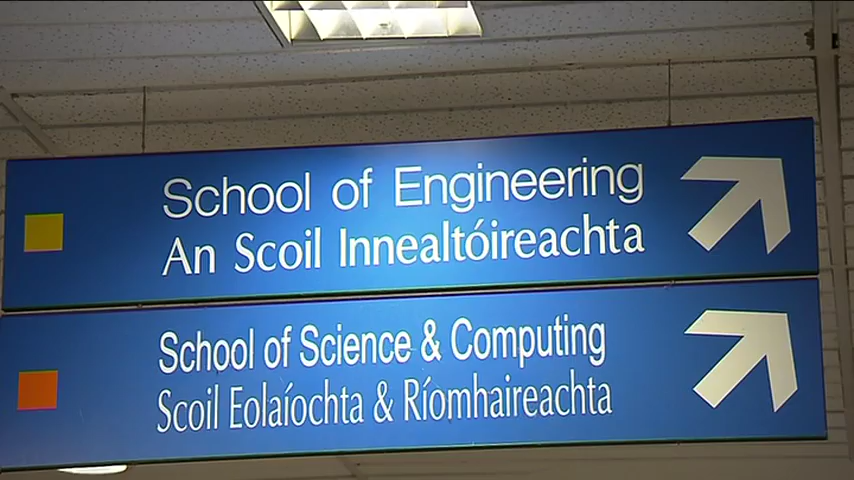 School of Engineering
An Scoil Innealtóireachta
School of Science & Computing
Scoil Eolaíochta & Ríomhaireachta